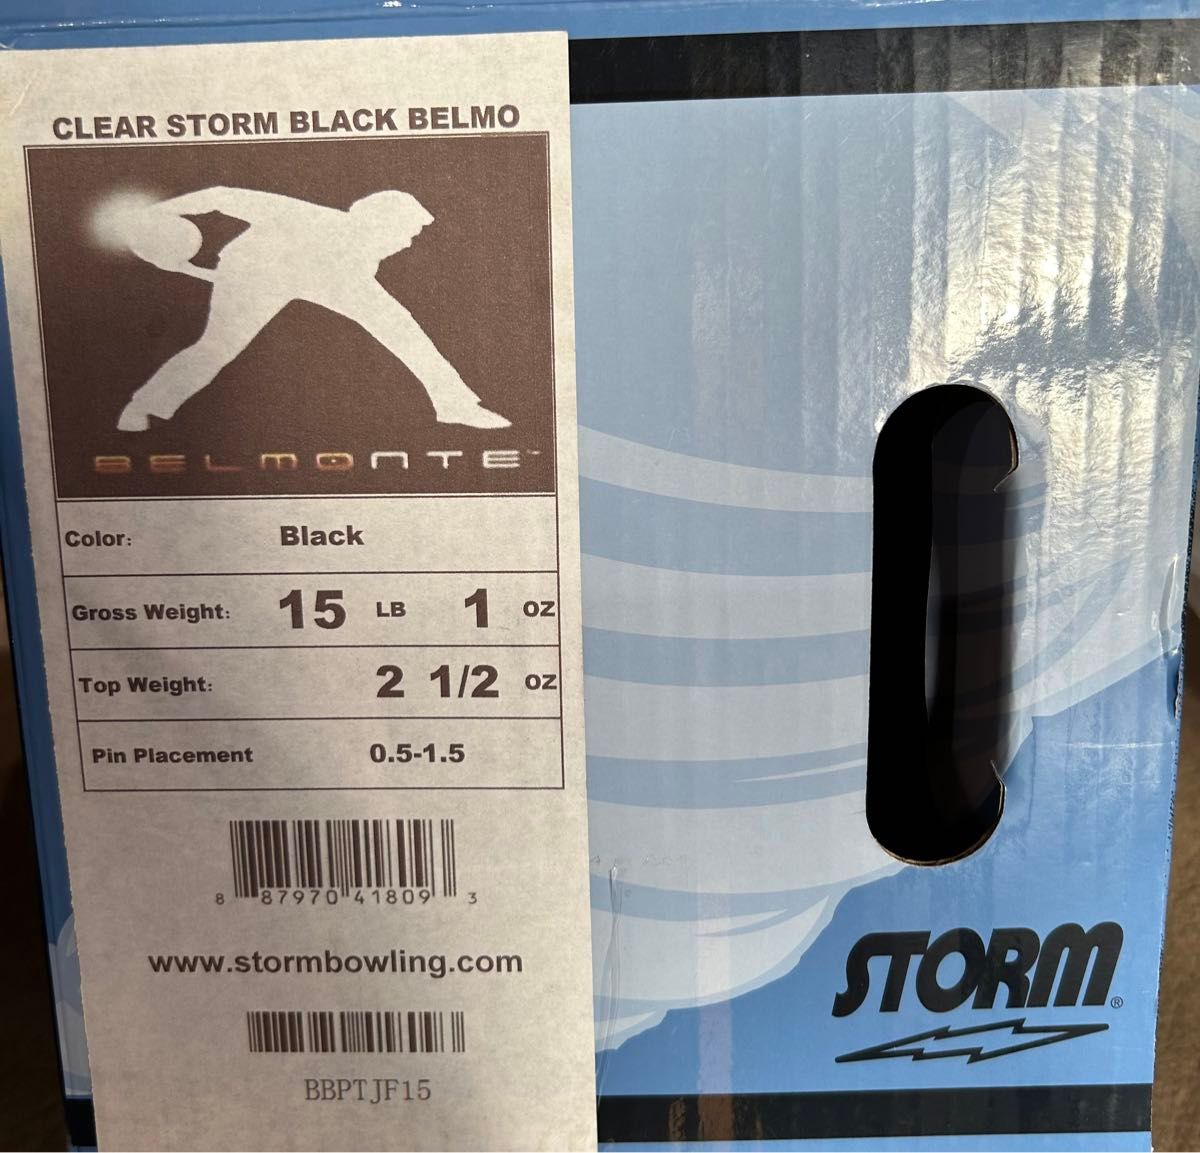 CLEAR STORM BLACK BELMO
BELMONTE™
Color: Black
Gross Weight: 15 LB 1 oz
Top Weight: 2 1/2 oz
Pin Placement 0.5-1.5
8 87970 41809 3
www.stormbowling.com
BBPTJF15
STORM®